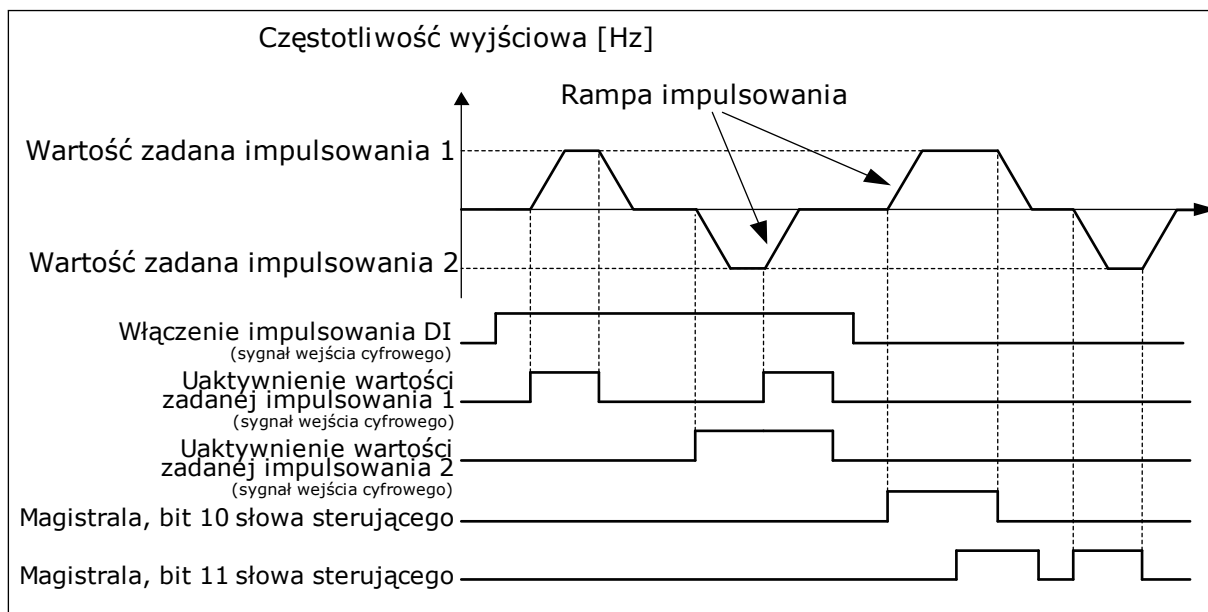 Częstotliwość wyjściowa [Hz]
Rampa impulsowania
Wartość zadana impulsowania 1
Wartość zadana impulsowania 2
Włączenie impulsowania DI
(sygnał wejścia cyfrowego)
Uaktywnienie wartości
zadanej impulsowania 1
(sygnał wejścia cyfrowego)
Uaktywnienie wartości
zadanej impulsowania 2
(sygnał wejścia cyfrowego)
Magistrala, bit 10 słowa sterującego
Magistrala, bit 11 słowa sterującego